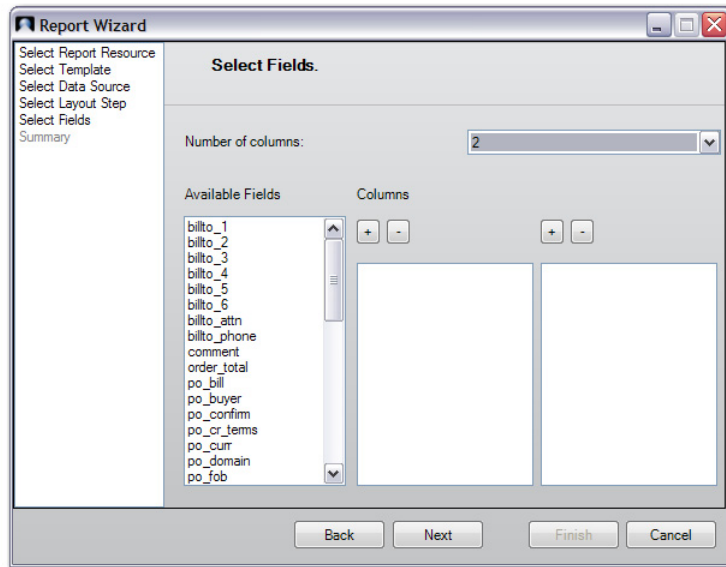 Report Wizard
Select Report Resource
Select Template
Select Data Source
Select Layout Step
Select Fields
Summary
Select Fields.
Number of columns:
2
Available Fields
Columns
billto_1
billto_2
billto_3
billto_4
billto_5
billto_6
billto_attn
billto_phone
comment
order_total
po_bill
po_buyer
po_confirm
po_cr_terms
po_curr
po_domain
po_fob
+ -
+ -
Back Next Finish Cancel